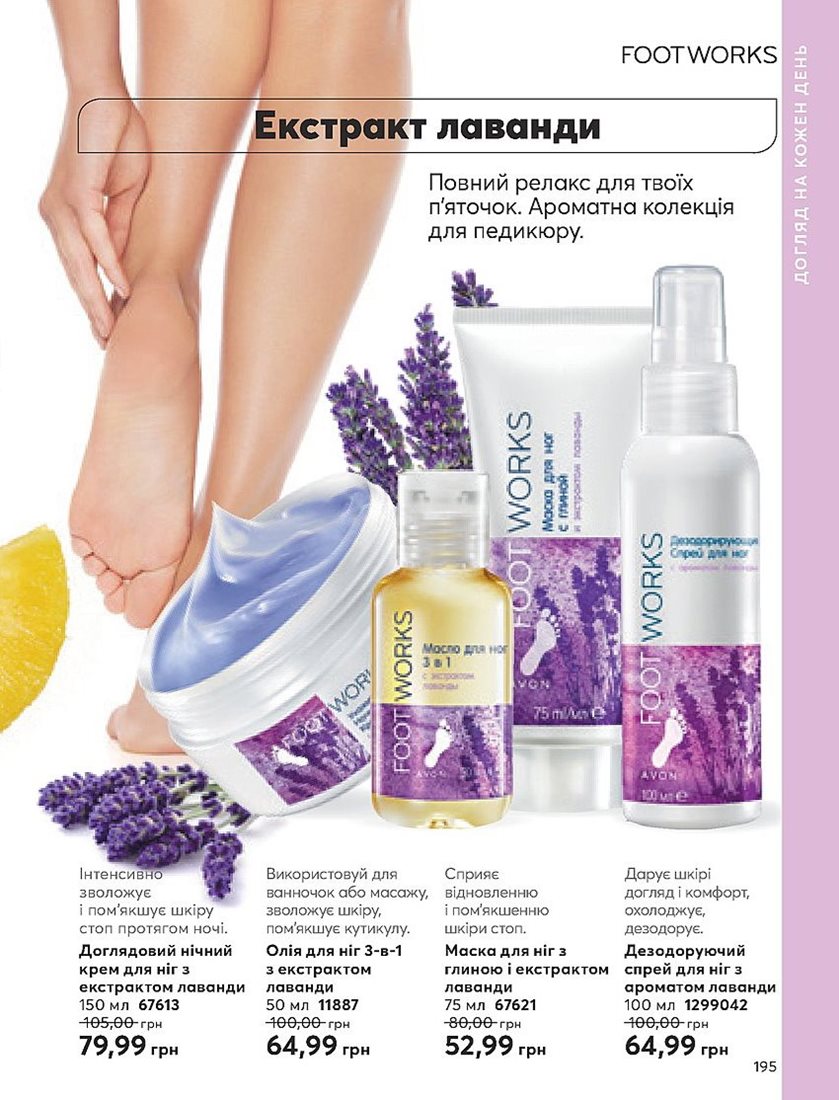 FOOTWORKS
ДОГЛЯД НА КОЖЕН ДЕНЬ
Екстракт лаванди
Повний релакс для твоїх
п'яточок. Ароматна колекція
для педикюру.
FOOT WORKS
Маска для ног
с глиной
и экстрактом лаванды
AVON
75 ml/мл e
FOOT WORKS
Дезодорирующий
Спрей для ног
с ароматом лаванды
AVON
100 мл e
FOOT WORKS
Масло для ног
3 в 1
с экстрактом
лаванды
AVON
FOOT WORKS
Інтенсивно
зволожує
і пом'якшує шкіру
стоп протягом ночі.
Доглядовий нічний
крем для ніг з
екстрактом лаванди
150 мл 67613
105,00 грн
79,99 грн
Використовуй для
ванночок або масажу,
зволожує шкіру,
пом'якшує кутикулу.
Олія для ніг 3-в-1
з екстрактом
лаванди
50 мл 11887
100,00 грн
64,99 грн
Сприяє
відновленню
і пом'якшенню
шкіри стоп.
Маска для ніг з
глиною і екстрактом
лаванди
75 мл 67621
80,00 грн
52,99 грн
Дарує шкірі
догляд і комфорт,
охолоджує,
дезодорує.
Дезодоруючий
спрей для ніг з
ароматом лаванди
100 мл 1299042
100,00 грн
64,99 грн
195